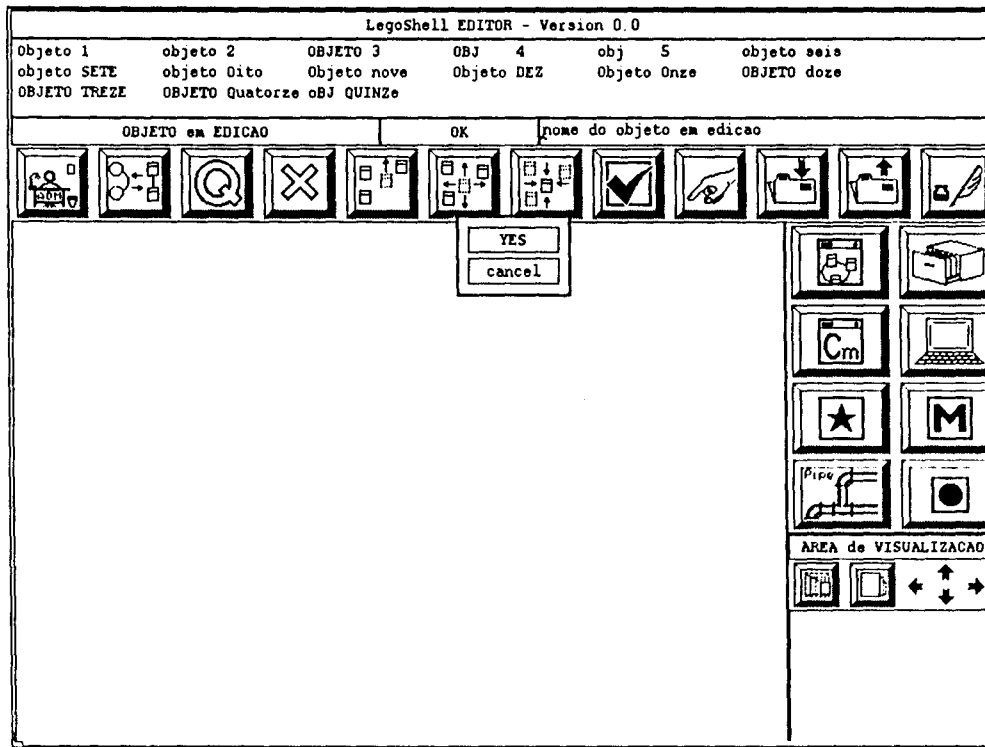 LegoShell EDITOR - Version 0.0
Objeto 1 objeto 2 OBJETO 3 OBJ 4 obj 5 objeto seis
objeto SETE objeto Oito Objeto nove Objeto DEZ Objeto Onze OBJETO doze
OBJETO TREZE OBJETO Quatorze oBJ QUINZe
OBJETO em EDICAO OK nome do objeto em edicao
ADM
Q
YES
cancel
Cm
M
Pipe
AREA de VISUALIZACAO